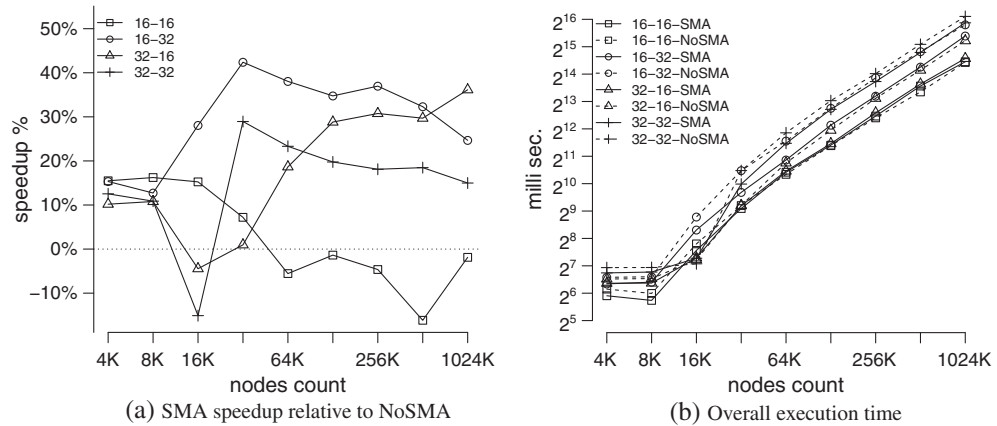 50%
40%
30%
20%
10%
0%
−10%
speedup %
16−16
16−32
32−16
32−32
4K 8K 16K 64K 256K 1024K
nodes count
(a) SMA speedup relative to NoSMA
2^16
2^15
2^14
2^13
2^12
2^11
2^10
2^9
2^8
2^7
2^6
2^5
milli sec.
16−16−SMA
16−16−NoSMA
16−32−SMA
16−32−NoSMA
32−16−SMA
32−16−NoSMA
32−32−SMA
32−32−NoSMA
4K 8K 16K 64K 256K 1024K
nodes count
(b) Overall execution time